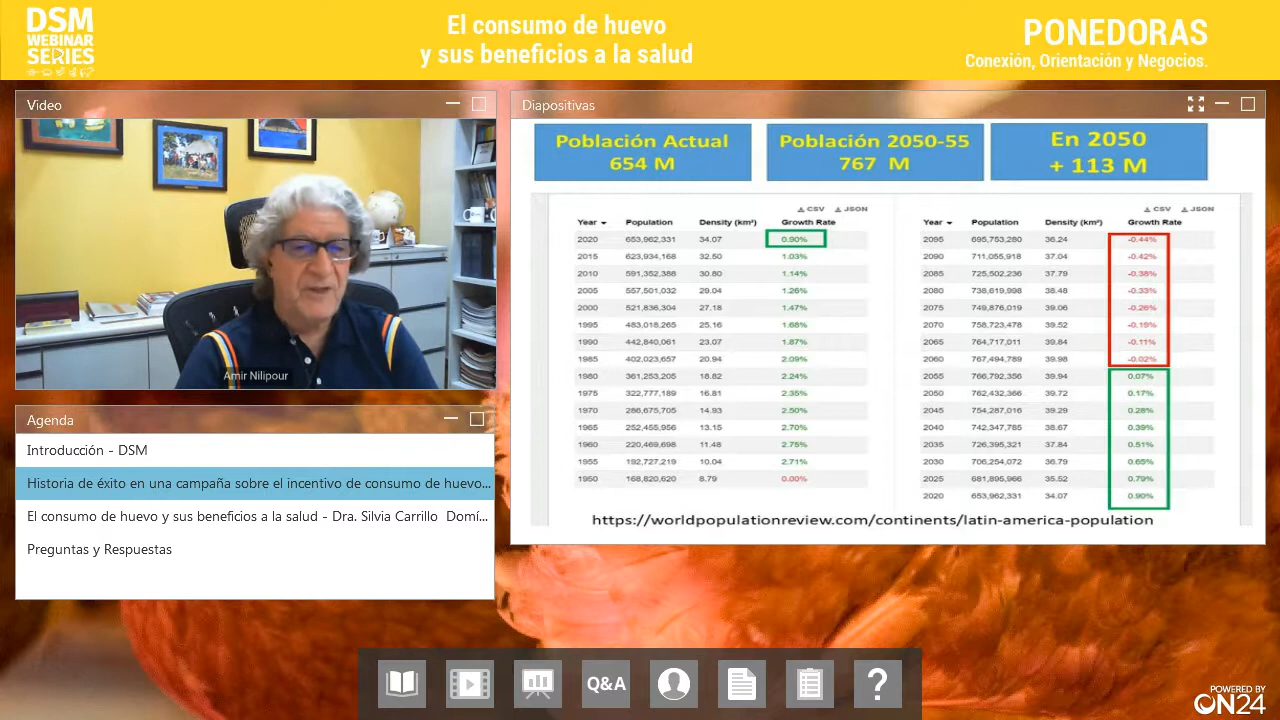 DSM
WEBINAR
SERIES
El consumo de huevo
y sus beneficios a la salud
PONEDORAS
Conexión, Orientación y Negocios.
Video
Amir Nilipour
Agenda
Introducción - DSM
Historia de éxito en una campaña sobre el incentivo de consumo de huevo...
El consumo de huevo y sus beneficios a la salud - Dra. Silvia Carrillo Domí...
Preguntas y Respuestas
Diapositivas
Población Actual
654 M
Población 2050-55
767 M
En 2050
+ 113 M
CSV JSON
Year Population Density (km²) Growth Rate
2020 653,962,331 34.07 0.90%
2015 623,934,168 32.50 1.03%
2010 591,352,388 30.80 1.14%
2005 557,501,032 29.04 1.26%
2000 521,836,304 27.18 1.47%
1995 483,018,265 25.16 1.68%
1990 442,840,061 23.07 1.87%
1985 402,023,657 20.94 2.09%
1980 361,253,205 18.82 2.24%
1975 322,777,189 16.81 2.35%
1970 286,675,705 14.93 2.50%
1965 252,455,956 13.15 2.70%
1960 220,469,698 11.48 2.75%
1955 192,727,219 10.04 2.71%
1950 168,820,620 8.79 0.00%
CSV JSON
Year Population Density (km²) Growth Rate
2095 695,753,280 36.24 -0.44%
2090 711,055,918 37.04 -0.42%
2085 725,502,236 37.79 -0.38%
2080 738,619,998 38.48 -0.33%
2075 749,876,019 39.06 -0.26%
2070 758,723,478 39.52 -0.19%
2065 764,717,011 39.84 -0.11%
2060 767,494,789 39.98 -0.02%
2055 766,792,356 39.94 0.07%
2050 762,432,366 39.72 0.17%
2045 754,287,016 39.29 0.28%
2040 742,347,785 38.67 0.39%
2035 726,395,321 37.84 0.51%
2030 706,254,072 36.79 0.65%
2025 681,895,966 35.52 0.79%
2020 653,962,331 34.07 0.90%
https://worldpopulationreview.com/continents/latin-america-population
Q&A
?
POWERED BY
ON24